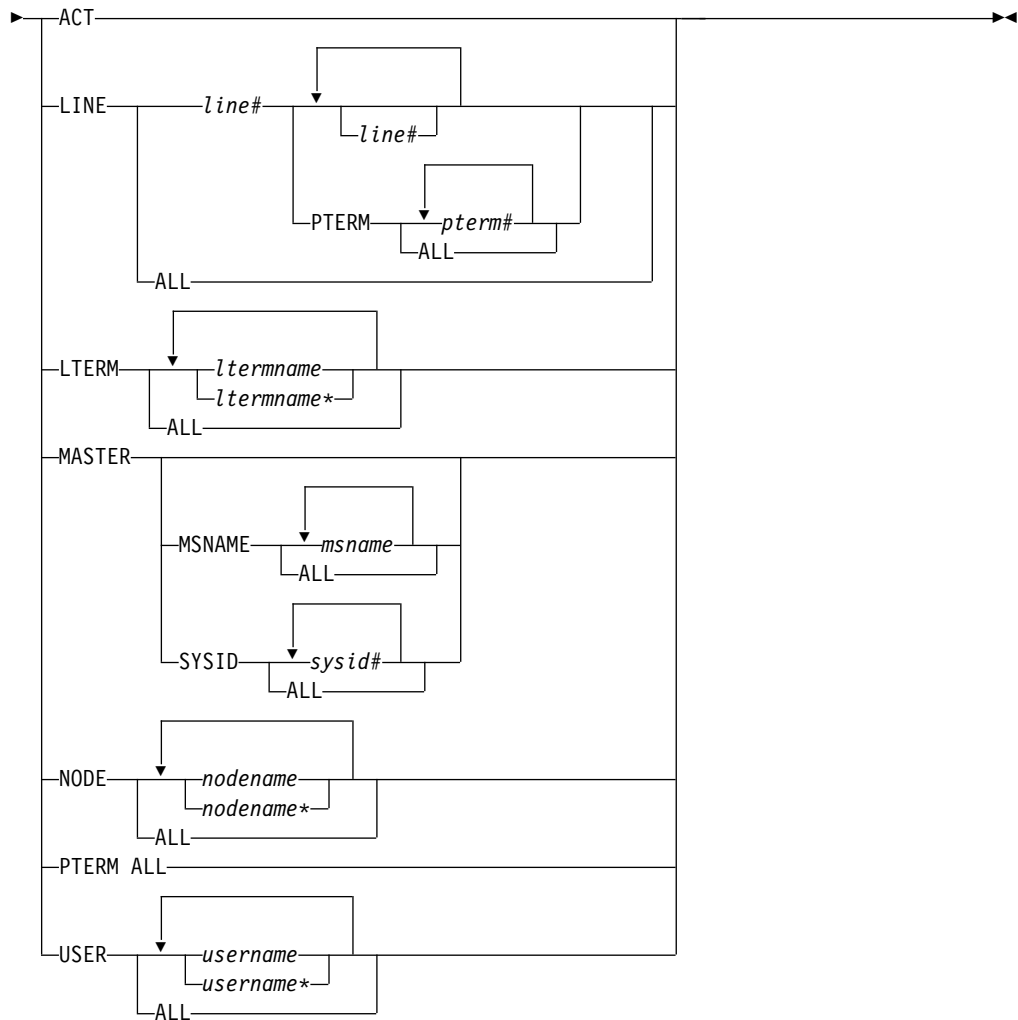 ACT
LINE line#
line#
PTERM pterm#
ALL
ALL
LTERM ltermname
ltermname*
ALL
MASTER
MSNAME msname
ALL
SYSID sysid#
ALL
NODE nodename
nodename*
ALL
PTERM ALL
USER username
username*
ALL